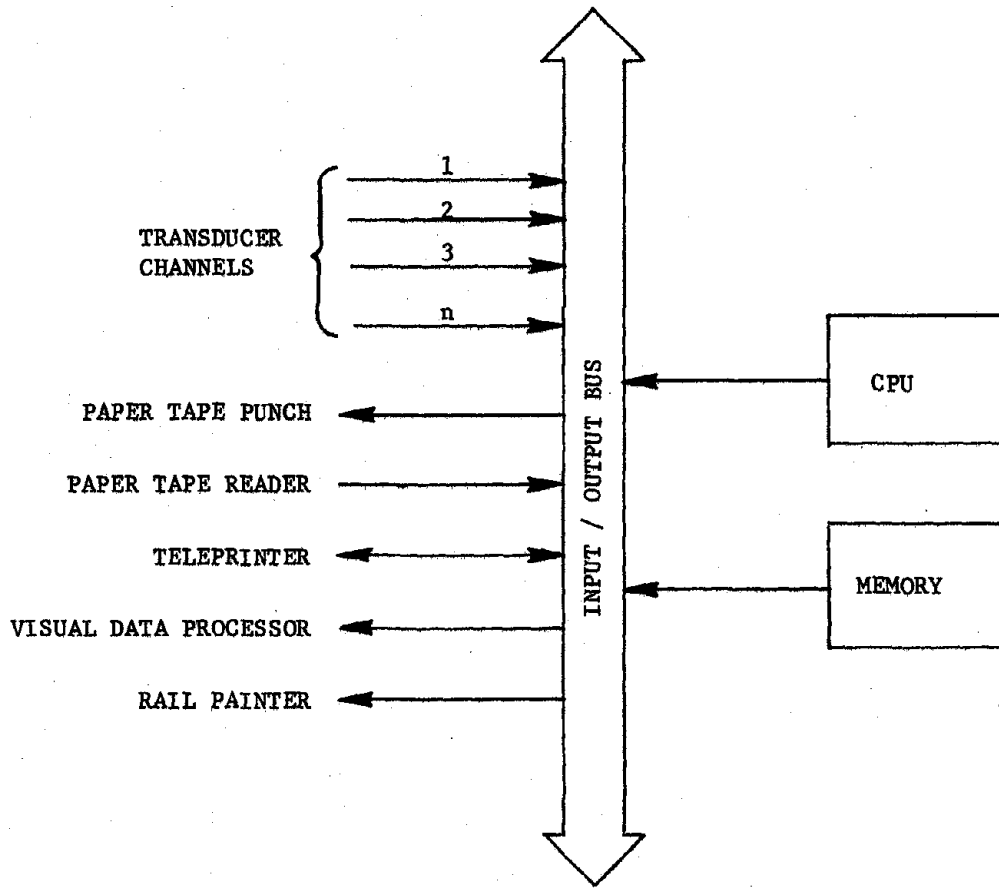 1
2
TRANSDUCER
CHANNELS
3
n
PAPER TAPE PUNCH
PAPER TAPE READER
TELEPRINTER
VISUAL DATA PROCESSOR
RAIL PAINTER
INPUT / OUTPUT BUS
CPU
MEMORY